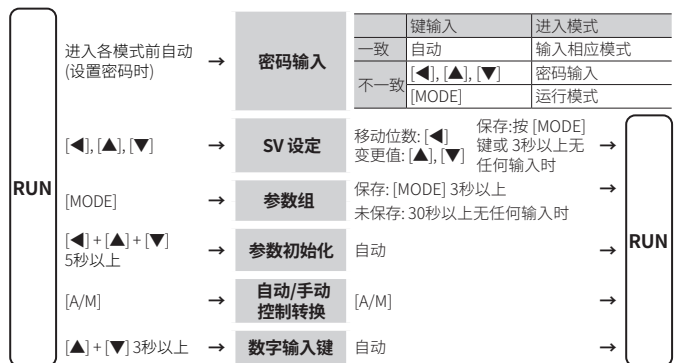 键输入 进入模式
进入各模式前自动 → 密码输入 一致 自动 输入相应模式
(设置密码时) 不一致 [◀], [▲], [▼] 密码输入
[MODE] 运行模式
[◀], [▲], [▼] → SV 设定 移动位数: [◀] 保存:按 [MODE]
变更值: [▲], [▼] 键或 3秒以上无 →
任何输入时
RUN
[MODE] → 参数组 保存: [MODE] 3秒以上 →
未保存: 30秒以上无任何输入时
[◀] + [▲] + [▼] → 参数初始化 自动 → RUN
5秒以上
[A/M] → 自动/手动 [A/M] →
控制转换
[▲] + [▼] 3秒以上 → 数字输入键 自动 →